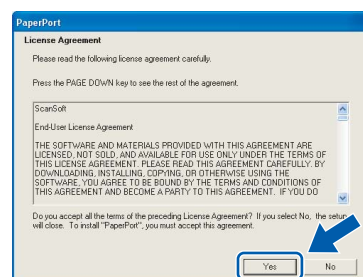 PaperPort
License Agreement
Please read the following license agreement carefully.
Press the PAGE DOWN key to see the rest of the agreement.
ScanSoft
End-User License Agreement
THE SOFTWARE AND MATERIALS PROVIDED WITH THIS AGREEMENT ARE
LICENSED, NOT SOLD, AND AVAILABLE FOR USE ONLY UNDER THE TERMS OF
THIS LICENSE AGREEMENT. PLEASE READ THIS AGREEMENT CAREFULLY. BY
DOWNLOADING, INSTALLING, COPYING, OR OTHERWISE USING THE
SOFTWARE, YOU AGREE TO BE BOUND BY THE TERMS AND CONDITIONS OF
THIS AGREEMENT AND BECOME A PARTY TO THIS AGREEMENT. IF YOU DO
Do you accept all the terms of the preceding License Agreement? If you select No, the setup
will close. To install "PaperPort", you must accept this agreement.
Yes
No